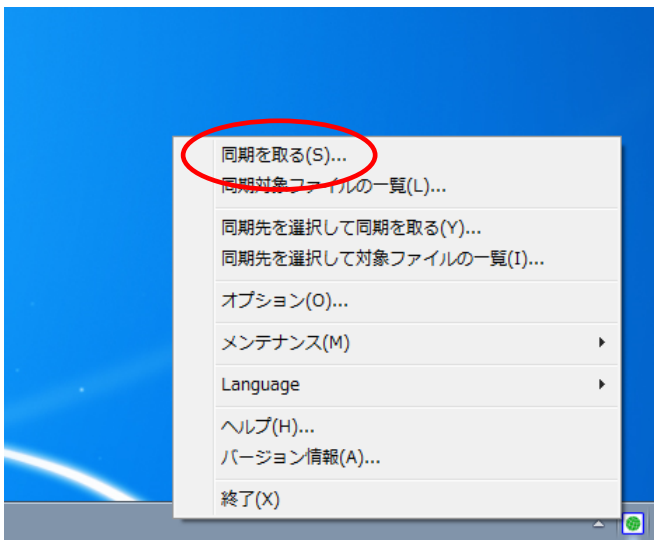 同期を取る(S)...
同期対象ファイルの一覧(L)...
同期先を選択して同期を取る(Y)...
同期先を選択して対象ファイルの一覧(I)...
オプション(O)...
メンテナンス(M)
Language
ヘルプ(H)...
バージョン情報(A)...
終了(X)